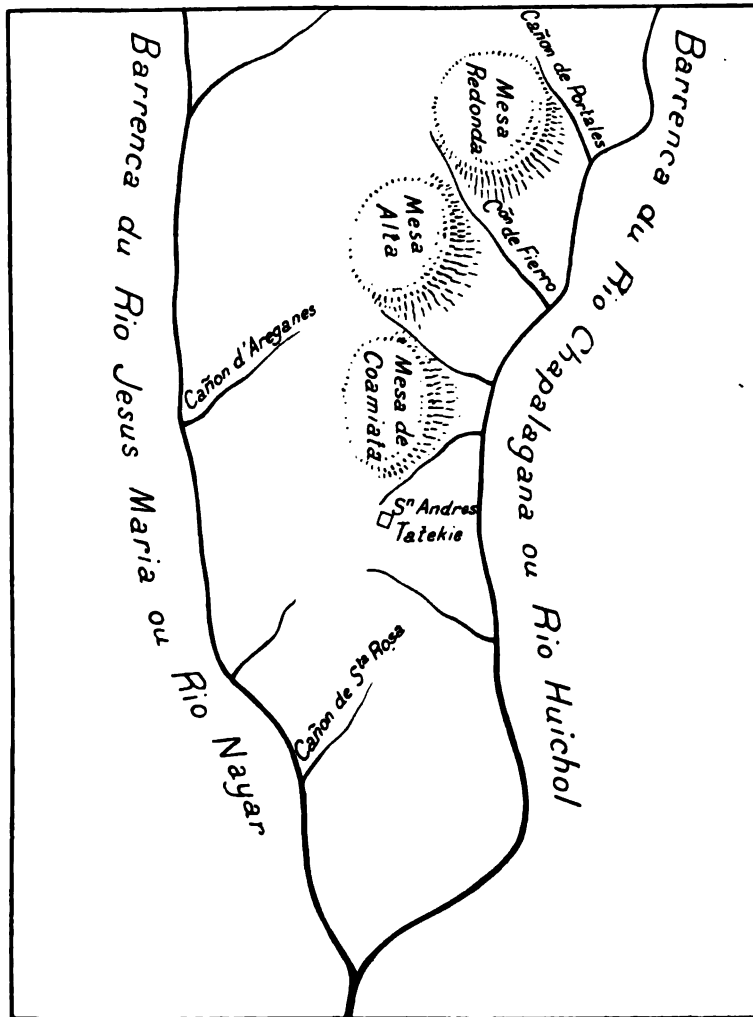 Barrenca du Rio Jesus Maria ou Rio Nayar
Barrenca du Rio Chapalagana ou Rio Huichol
Cañon de Portales
Mesa
Redonda
Cᵒⁿ de Fierro
Mesa
Alta
Cañon d'Areganes
Mesa de
Coamiata
Sⁿ Andres
Tatekie
Cañon de Sᵗᵃ Rosa